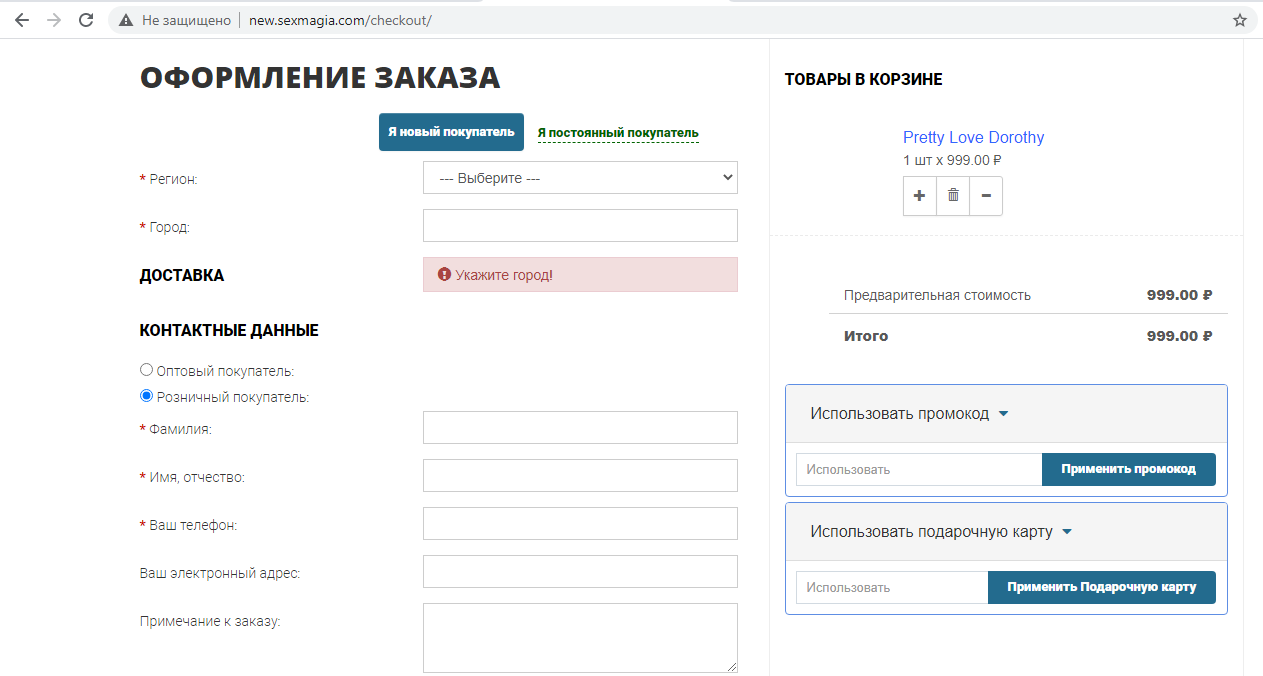 Не защищено | new.sexmagia.com/checkout/
ОФОРМЛЕНИЕ ЗАКАЗА
Я новый покупатель
Я постоянный покупатель
* Регион:
--- Выберите ---
* Город:
ДОСТАВКА
Укажите город!
КОНТАКТНЫЕ ДАННЫЕ
Оптовый покупатель:
Розничный покупатель:
* Фамилия:
* Имя, отчество:
* Ваш телефон:
Ваш электронный адрес:
Примечание к заказу:
ТОВАРЫ В КОРЗИНЕ
Pretty Love Dorothy
1 шт x 999.00 ₽
Предварительная стоимость 999.00 ₽
Итого 999.00 ₽
Использовать промокод
Использовать
Применить промокод
Использовать подарочную карту
Использовать
Применить Подарочную карту